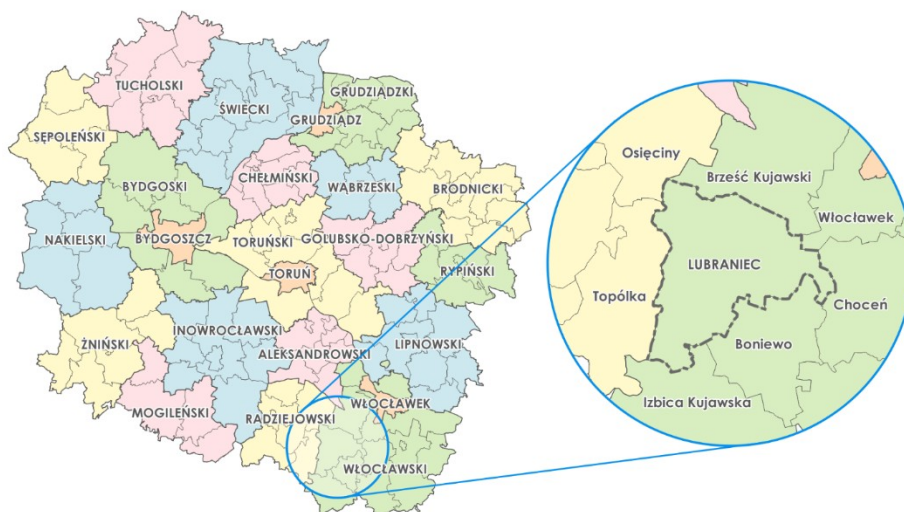 TUCHOLSKI
ŚWIECKI
GRUDZIĄDZKI
GRUDZIĄDZ
SĘPOLEŃSKI
CHEŁMIŃSKI
BYDGOSKI
WĄBRZESKI
BRODNICKI
NAKIELSKI
BYDGOSZCZ
TORUŃSKI
GOLUBSKO-DOBRZYŃSKI
TORUŃ
RYPIŃSKI
INOWROCŁAWSKI
ŻNIŃSKI
ALEKSANDROWSKI
LIPNOWSKI
MOGILEŃSKI
RADZIEJOWSKI
WŁOCŁAWEK
WŁOCŁAWSKI
Osięciny
Brześć Kujawski
Włocławek
LUBRANIEC
Topólka
Choceń
Boniewo
Izbica Kujawska